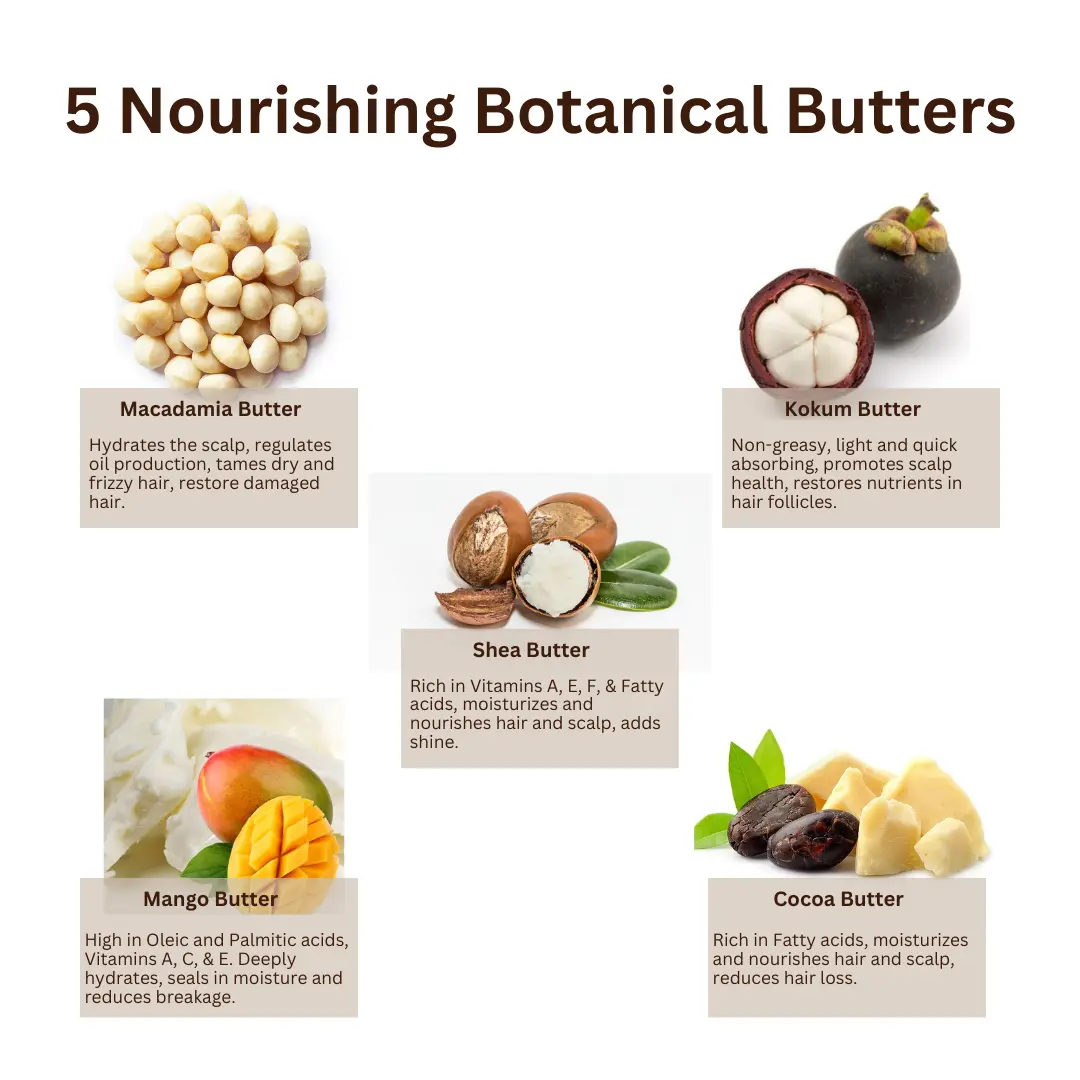 5 Nourishing Botanical Butters
Macadamia Butter
Hydrates the scalp, regulates
oil production, tames dry and
frizzy hair, restore damaged
hair.
Kokum Butter
Non-greasy, light and quick
absorbing, promotes scalp
health, restores nutrients in
hair follicles.
Shea Butter
Rich in Vitamins A, E, F, & Fatty
acids, moisturizes and
nourishes hair and scalp, adds
shine.
Mango Butter
High in Oleic and Palmitic acids,
Vitamins A, C, & E. Deeply
hydrates, seals in moisture and
reduces breakage.
Cocoa Butter
Rich in Fatty acids, moisturizes
and nourishes hair and scalp,
reduces hair loss.